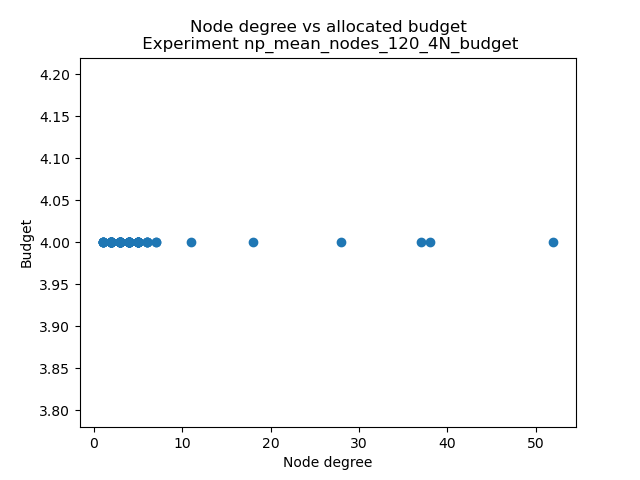 Node degree vs allocated budget
Experiment np_mean_nodes_120_4N_budget
4.20
4.15
4.10
4.05
4.00
3.95
3.90
3.85
3.80
Budget
0 10 20 30 40 50
Node degree